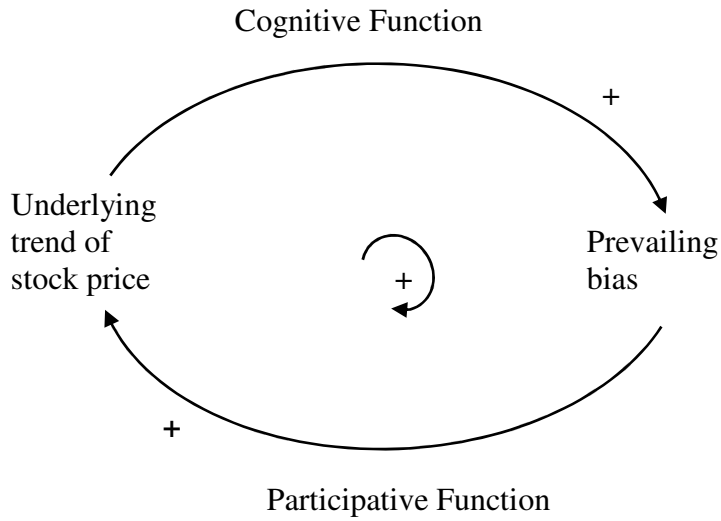 Cognitive Function
+
Underlying
trend of
stock price
+
Prevailing
bias
+
Participative Function